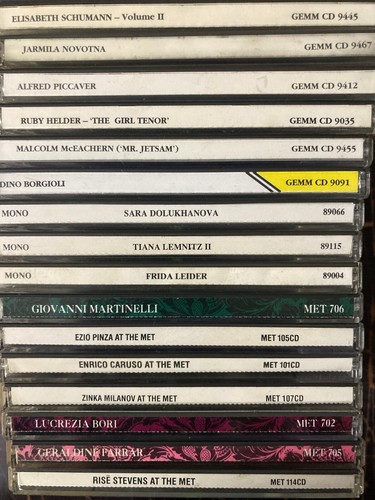 ELISABETH SCHUMANN – Volume II GEMM CD 9445
JARMILA NOVOTNA GEMM CD 9467
ALFRED PICCAVER GEMM CD 9412
RUBY HELDER – 'THE GIRL TENOR' GEMM CD 9035
MALCOLM McEACHERN ('MR. JETSAM') GEMM CD 9455
DINO BORGIOLI GEMM CD 9091
MONO SARA DOLUKHANOVA 89066
MONO TIANA LEMNITZ II 89115
MONO FRIDA LEIDER 89004
GIOVANNI MARTINELLI MET 706
EZIO PINZA AT THE MET MET 105CD
ENRICO CARUSO AT THE MET MET 101CD
ZINKA MILANOV AT THE MET MET 107CD
LUCREZIA BORI MET 702
GERALDINE FARRAR MET 705
RISË STEVENS AT THE MET MET 114CD